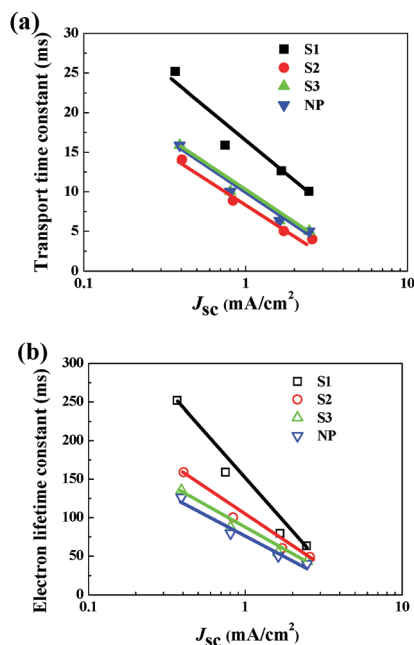 (a)
Transport time constant (ms)
30
25
20
15
10
5
0
S1
S2
S3
NP
0.1
1
10
Jsc (mA/cm²)
(b)
Electron lifetime constant (ms)
300
250
200
150
100
50
0
S1
S2
S3
NP
0.1
1
10
Jsc (mA/cm²)